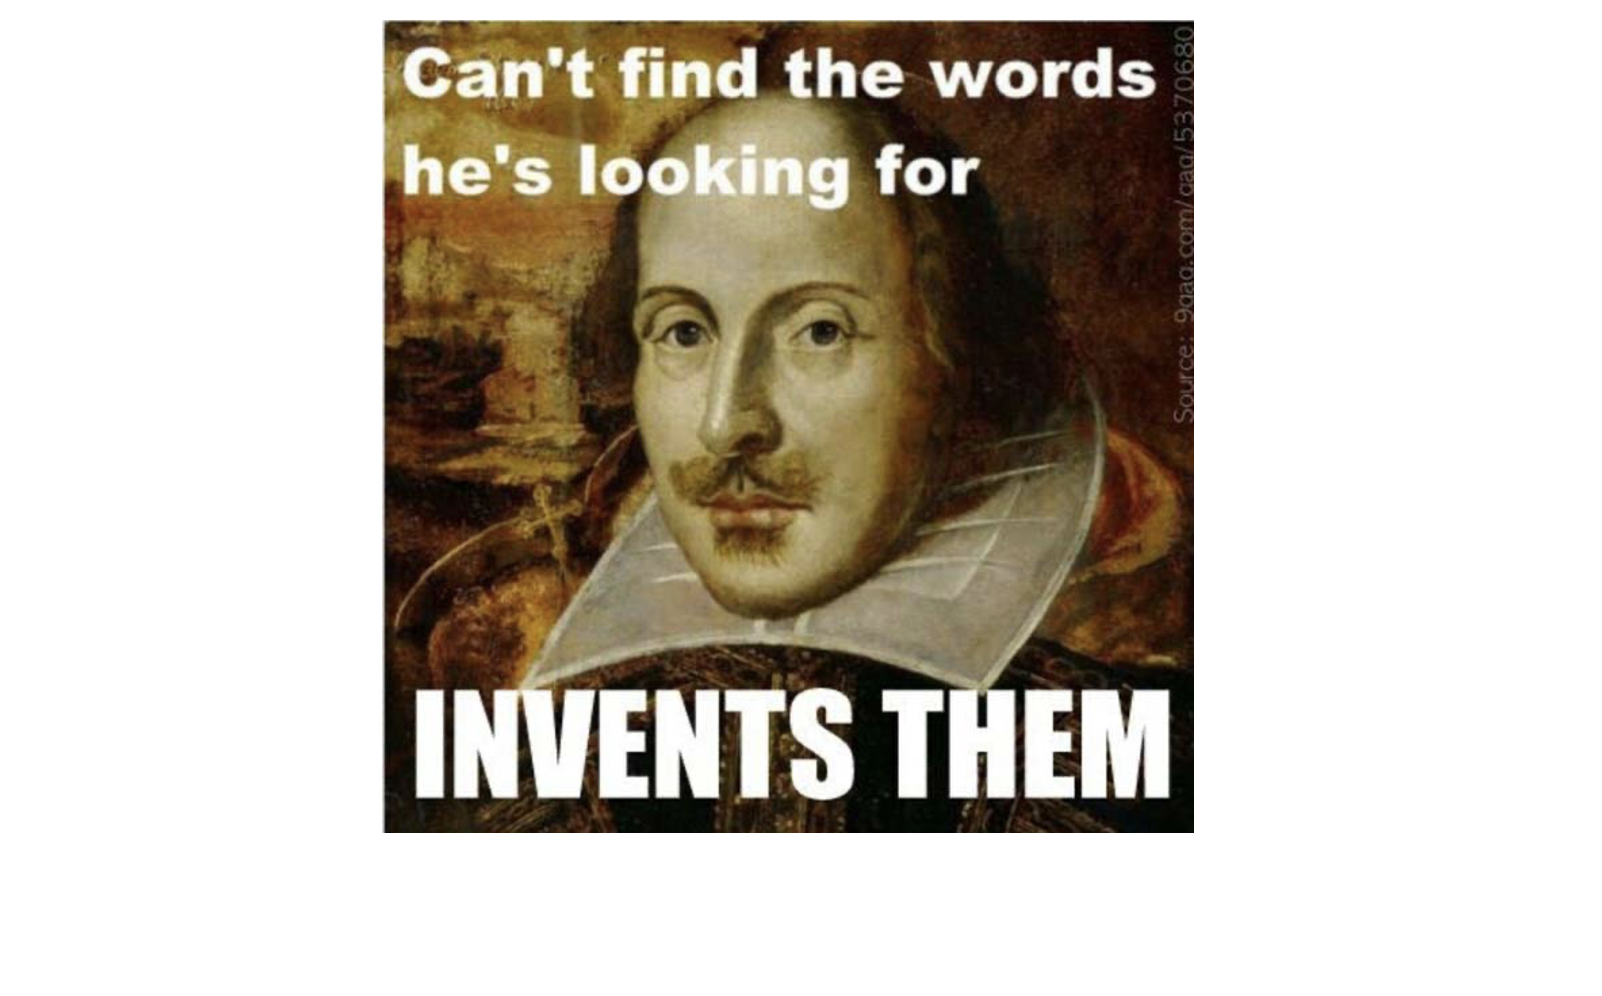 Can't find the words
he's looking for
INVENTS THEM
Source: 9gag.com/gag/5370680